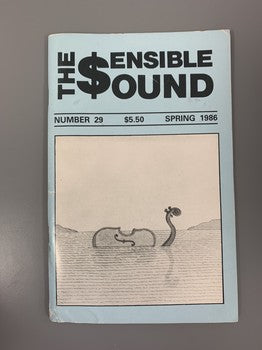 THE $ENSIBLE
$OUND
NUMBER 29 $5.50 SPRING 1986